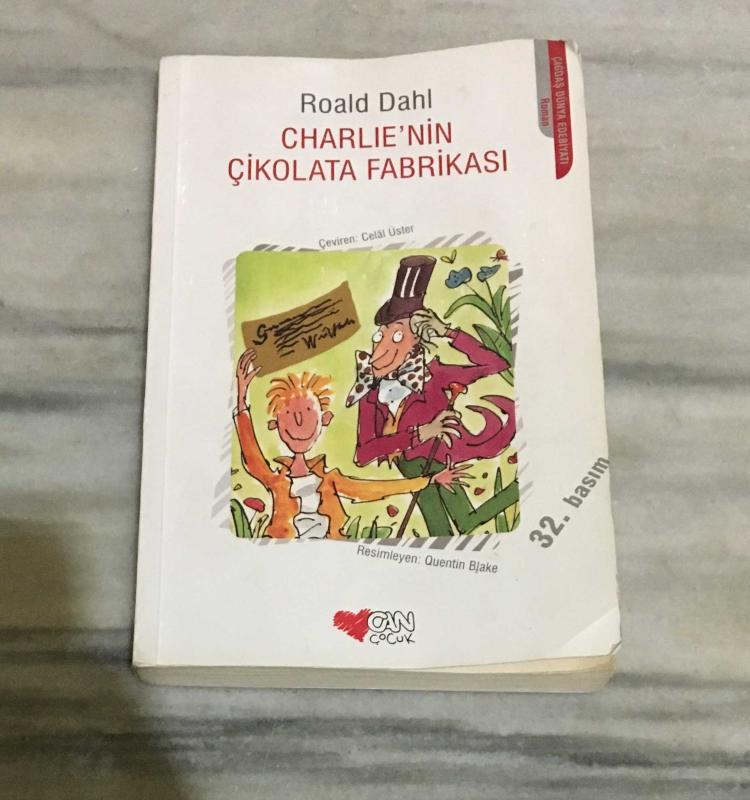 Roald Dahl
CHARLIE'NİN
ÇİKOLATA FABRİKASI
ÇAĞDAŞ DÜNYA EDEBİYATI
Roman
Çeviren: Celâl Üster
32. basım
Resimleyen: Quentin Blake
CAN
ÇOCUK